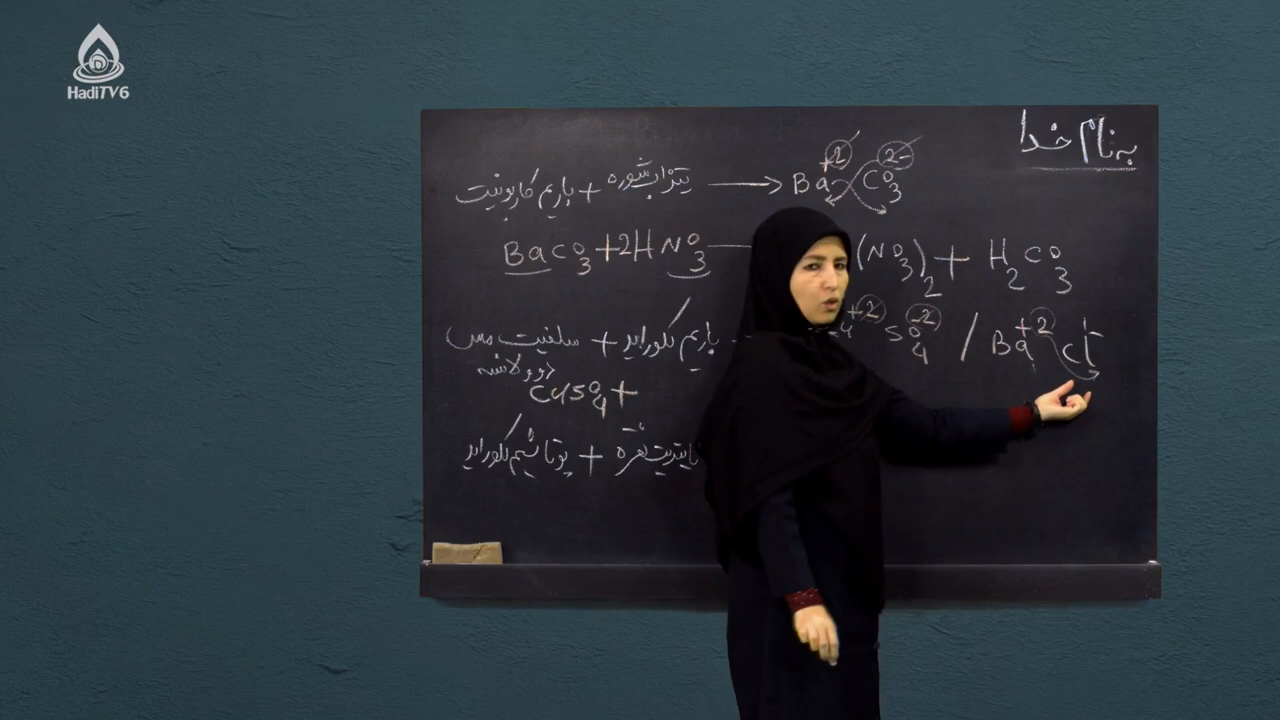 HadiTV6
به نام خدا
باریم کاربونیت + تیزاب شوره → Ba+2 CO3 2-
BaCO3 + 2HNO3 — (NO3)2 + H2CO3
سلفیت مس + باریم کلوراید SO4 -2 / Ba+2 Cl-
دوولانسه
CuSO4 +
پوتاشیم کلوراید + نقره نایتریت